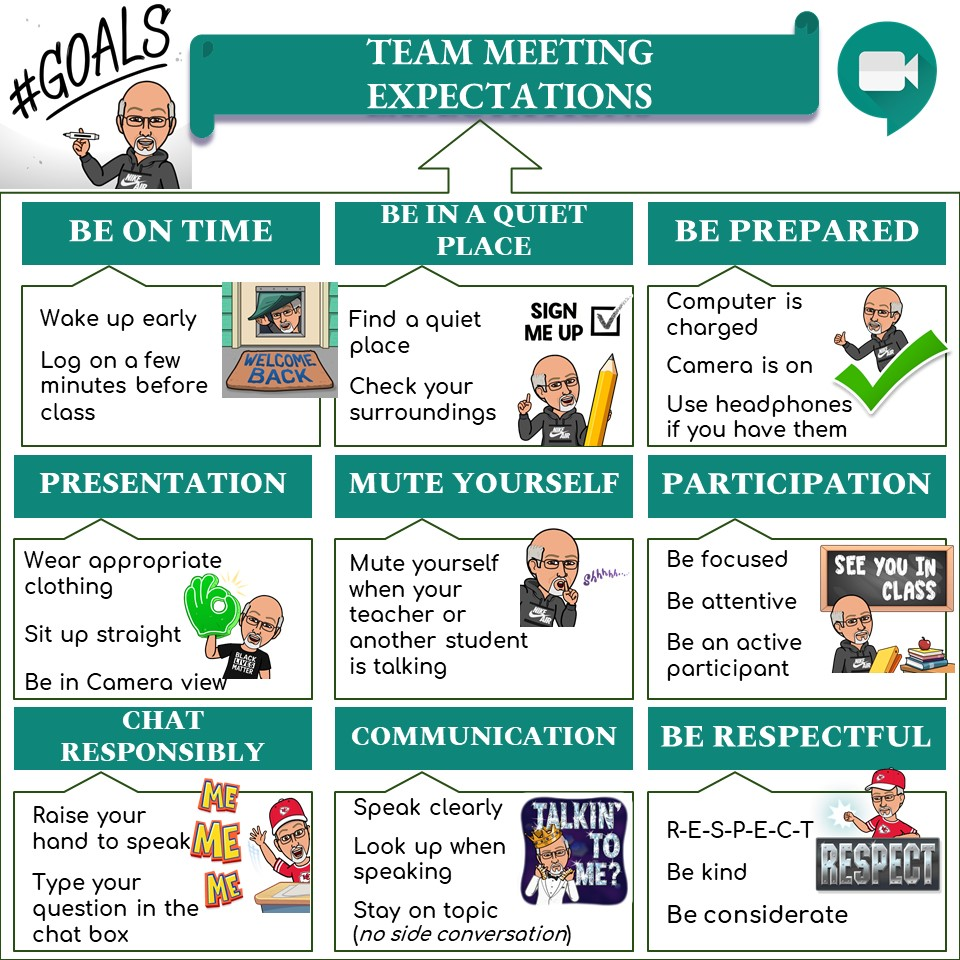 #GOALS
TEAM MEETING
EXPECTATIONS
NIKE
AIR
BE ON TIME
Wake up early
Log on a few
minutes before
class
WELCOME
BACK
BE IN A QUIET
PLACE
Find a quiet
place
Check your
surroundings
SIGN
ME UP
NIKE
AIR
BE PREPARED
Computer is
charged
Camera is on
Use headphones
if you have them
PRESENTATION
Wear appropriate
clothing
Sit up straight
Be in Camera view
BLACK
LIVES
MATTER
MUTE YOURSELF
Mute yourself
when your
teacher or
another student
is talking
Shhhhh...
PARTICIPATION
Be focused
Be attentive
Be an active
participant
SEE YOU IN
CLASS
CHAT
RESPONSIBLY
Raise your
hand to speak
Type your
question in the
chat box
ME
ME
ME
COMMUNICATION
Speak clearly
Look up when
speaking
Stay on topic
(no side conversation)
TALKIN'
TO
ME?
BE RESPECTFUL
R-E-S-P-E-C-T
Be kind
Be considerate
RESPECT